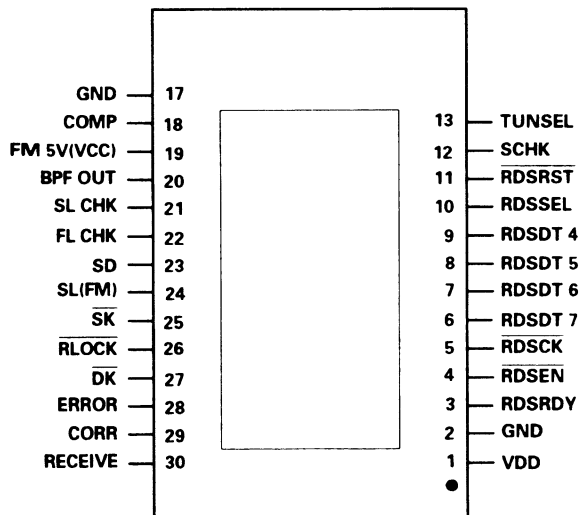 GND 17
COMP 18 13 TUNSEL
FM 5V(VCC) 19 12 SCHK
BPF OUT 20 11 RDSRST
SL CHK 21 10 RDSSEL
FL CHK 22 9 RDSDT 4
SD 23 8 RDSDT 5
SL(FM) 24 7 RDSDT 6
SK 25 6 RDSDT 7
RLOCK 26 5 RDSCK
DK 27 4 RDSEN
ERROR 28 3 RDSRDY
CORR 29 2 GND
RECEIVE 30 1 VDD